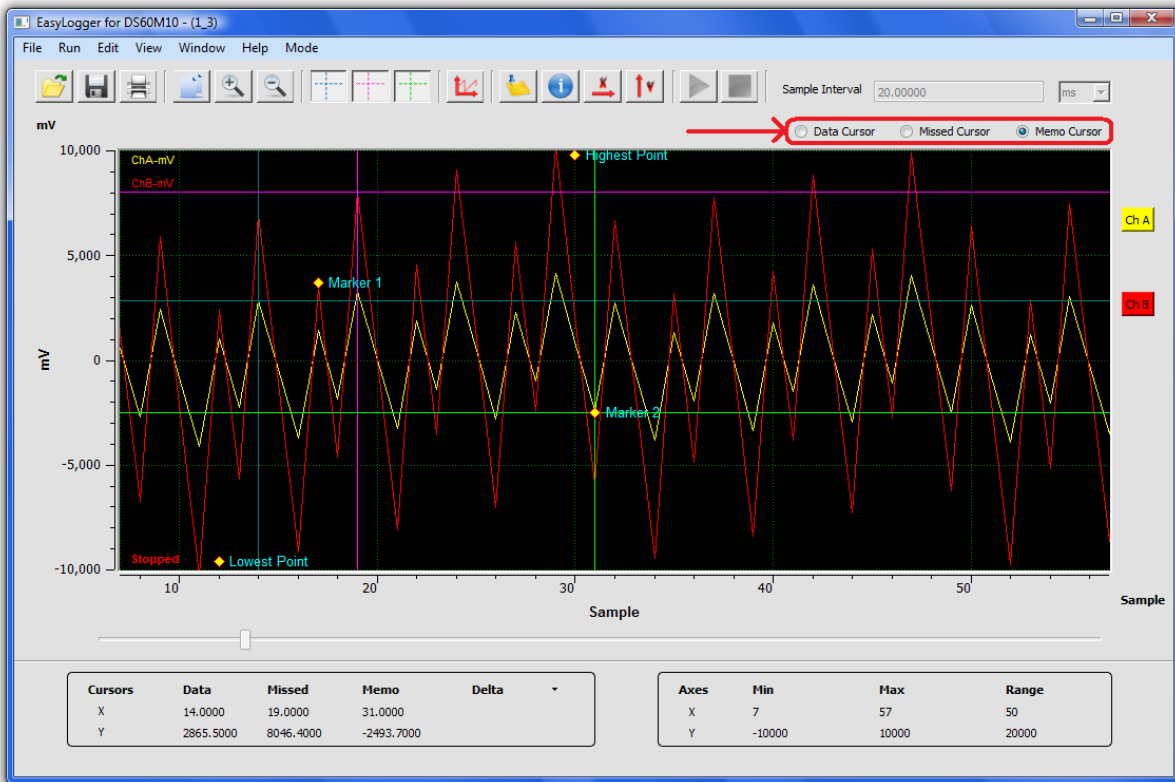 EasyLogger for DS60M10 - (1_3)
File Run Edit View Window Help Mode
Sample Interval 20.00000 ms
mV
Data Cursor Missed Cursor Memo Cursor
10,000
ChA-mV
Highest Point
ChB-mV
Ch A
5,000
Marker 1
Ch B
mV
0
Marker 2
-5,000
Stopped
Lowest Point
-10,000
10 20 30 40 50
Sample
Sample
Cursors Data Missed Memo Delta
X 14.0000 19.0000 31.0000
Y 2865.5000 8046.4000 -2493.7000
Axes Min Max Range
X 7 57 50
Y -10000 10000 20000